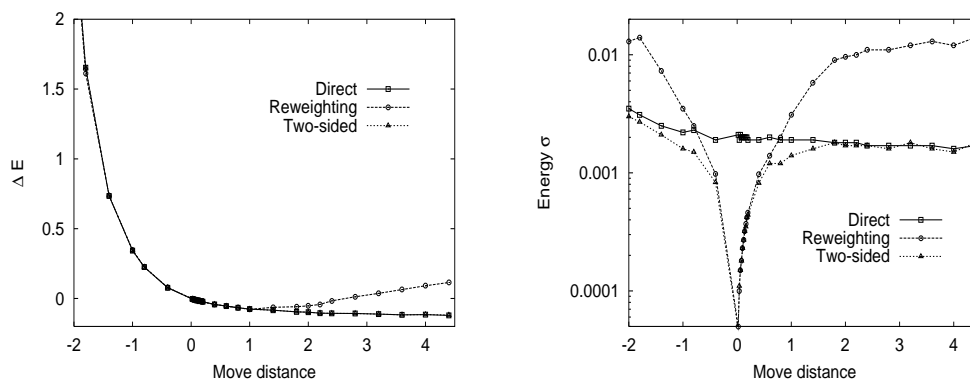 2
1.5
1
0.5
0
Δ E
-2 -1 0 1 2 3 4
Move distance
Direct
Reweighting
Two-sided
0.01
0.001
0.0001
Energy σ
-2 -1 0 1 2 3 4
Move distance
Direct
Reweighting
Two-sided